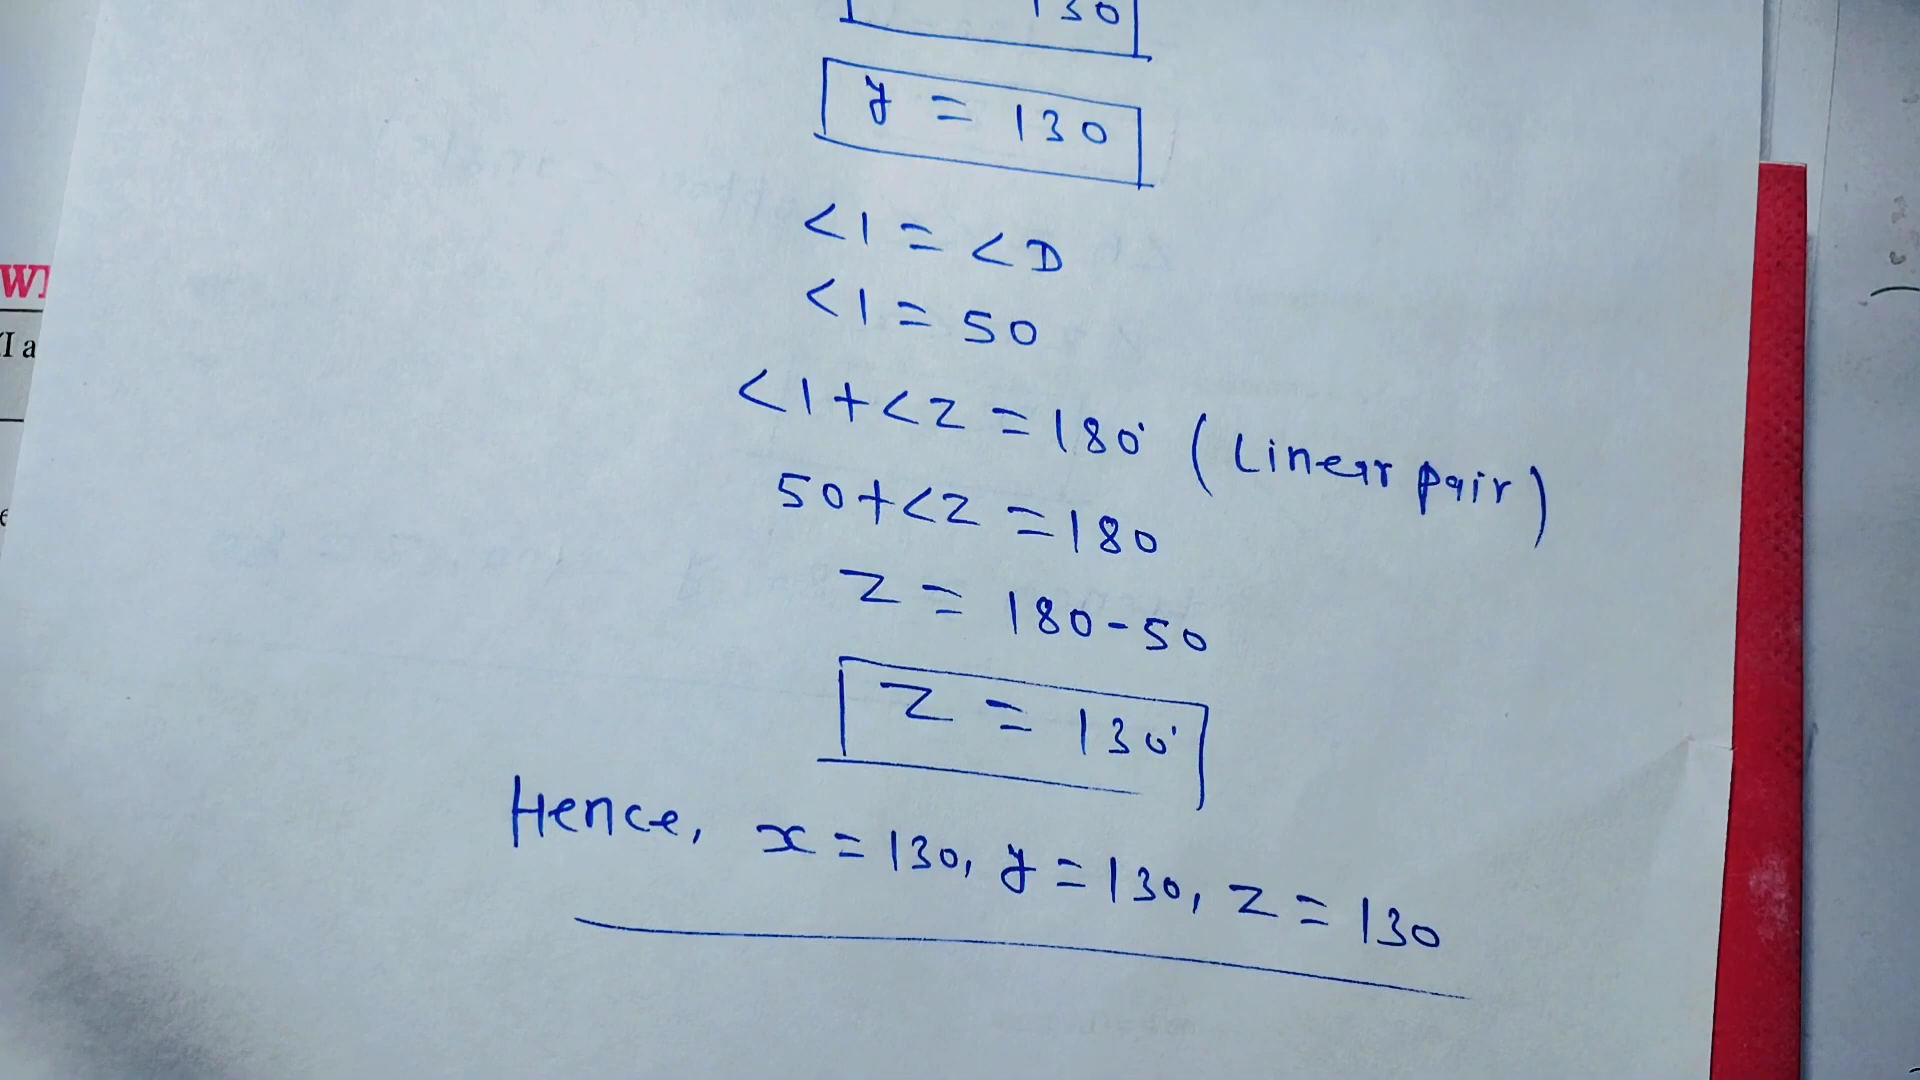 130
y = 130
<1 = <D
<1 = 50
<1+<2 = 180° (Linear pair)
50+<2 = 180
z = 180-50
z = 130°
Hence, x = 130, y = 130, z = 130
I a